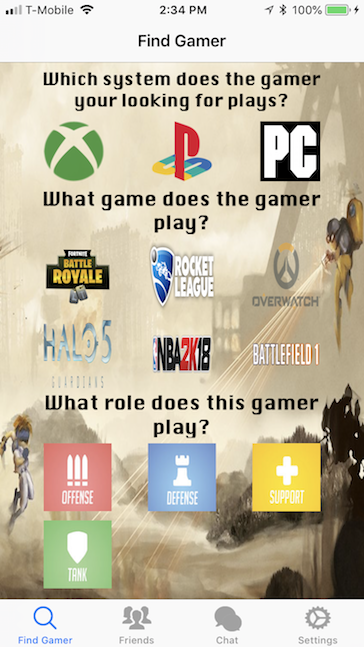 T-Mobile 2:34 PM 100%
Find Gamer
Which system does the gamer
your looking for plays?
PC
What game does the gamer
play?
FORTNITE
BATTLE
ROYALE
ROCKET
LEAGUE
OVERWATCH
HALO 5
GUARDIANS
NBA2K18
BATTLEFIELD 1
What role does this gamer
play?
OFFENSE
DEFENSE
SUPPORT
TANK
Find Gamer
Friends
Chat
Settings